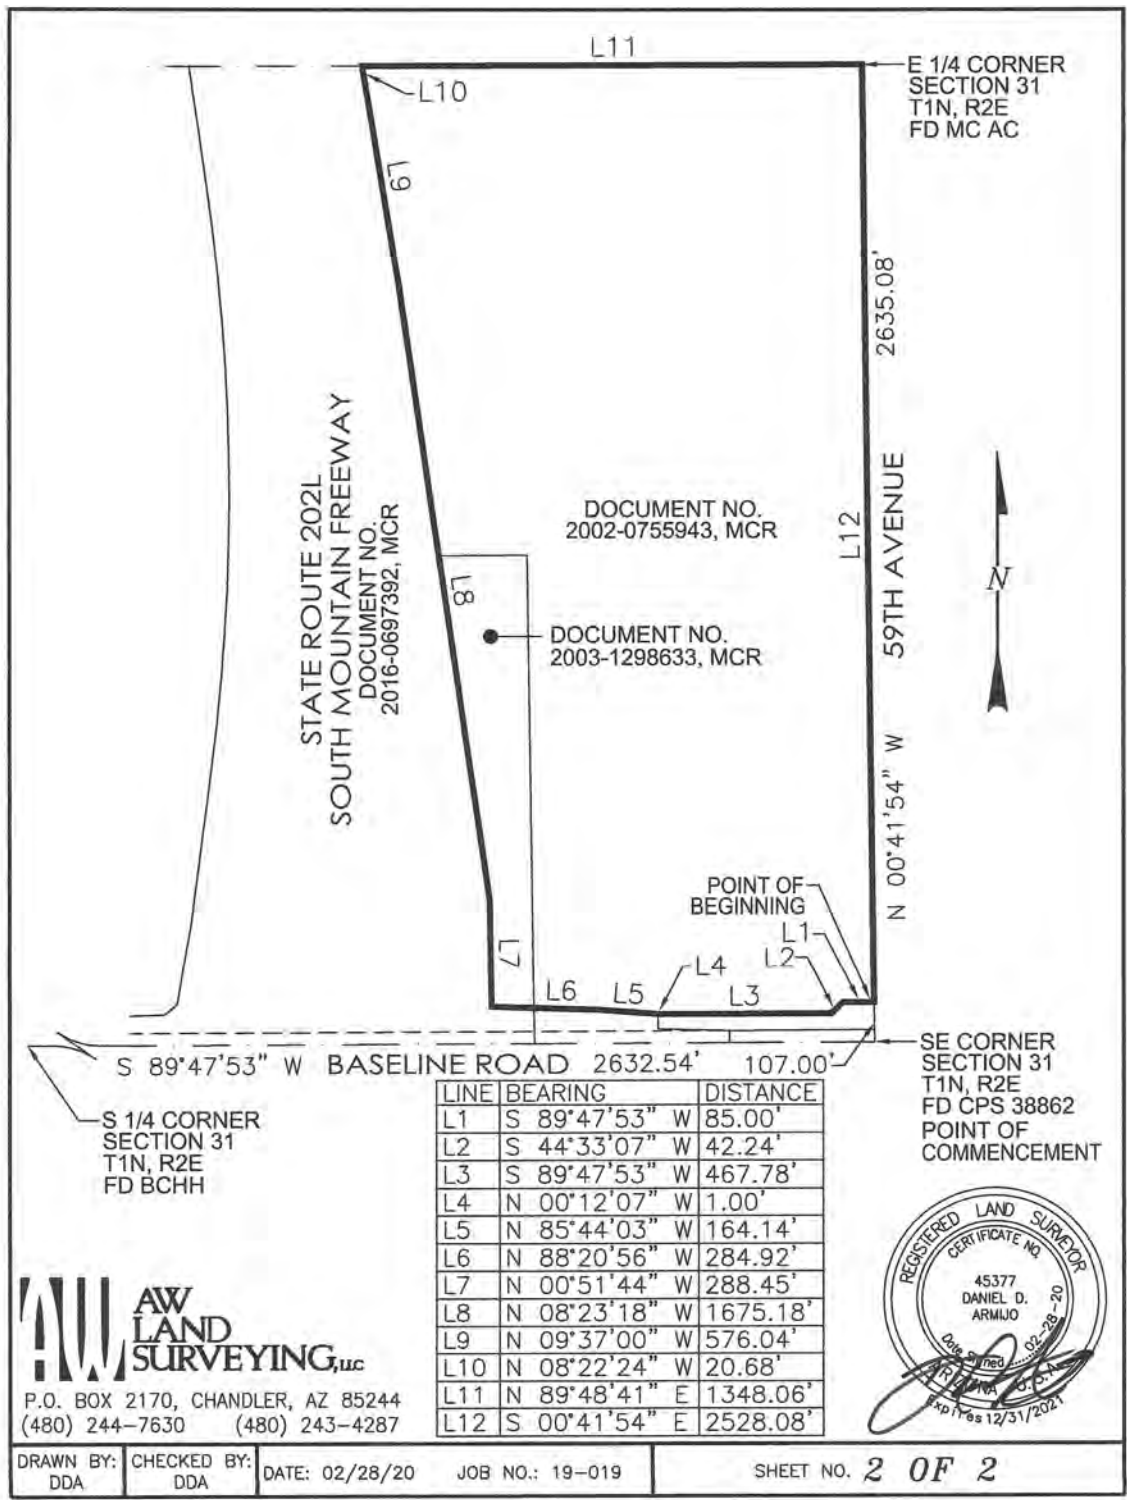 L11
E 1/4 CORNER
SECTION 31
T1N, R2E
FD MC AC
L10
L9
2635.08'
STATE ROUTE 202L
SOUTH MOUNTAIN FREEWAY
DOCUMENT NO.
2016-0697392, MCR
DOCUMENT NO.
2002-0755943, MCR
L12
59TH AVENUE
N
L8
DOCUMENT NO.
2003-1298633, MCR
N 00°41'54" W
POINT OF
BEGINNING
L1
L2
L7
L6
L5
L4
L3
S 89°47'53" W BASELINE ROAD 2632.54' 107.00'
SE CORNER
SECTION 31
T1N, R2E
FD CPS 38862
POINT OF
COMMENCEMENT
S 1/4 CORNER
SECTION 31
T1N, R2E
FD BCHH
LINE BEARING DISTANCE
L1 S 89°47'53" W 85.00'
L2 S 44°33'07" W 42.24'
L3 S 89°47'53" W 467.78'
L4 N 00°12'07" W 1.00'
L5 N 85°44'03" W 164.14'
L6 N 88°20'56" W 284.92'
L7 N 00°51'44" W 288.45'
L8 N 08°23'18" W 1675.18'
L9 N 09°37'00" W 576.04'
L10 N 08°22'24" W 20.68'
L11 N 89°48'41" E 1348.06'
L12 S 00°41'54" E 2528.08'
REGISTERED LAND SURVEYOR
CERTIFICATE NO.
45377
DANIEL D.
ARMIJO
Date Signed 02-28-20
ARIZONA U.S.A.
Expires 12/31/2021
AW
AW
LAND
SURVEYING, LLC
P.O. BOX 2170, CHANDLER, AZ 85244
(480) 244-7630 (480) 243-4287
DRAWN BY:
DDA
CHECKED BY:
DDA
DATE: 02/28/20
JOB NO.: 19-019
SHEET NO. 2 OF 2